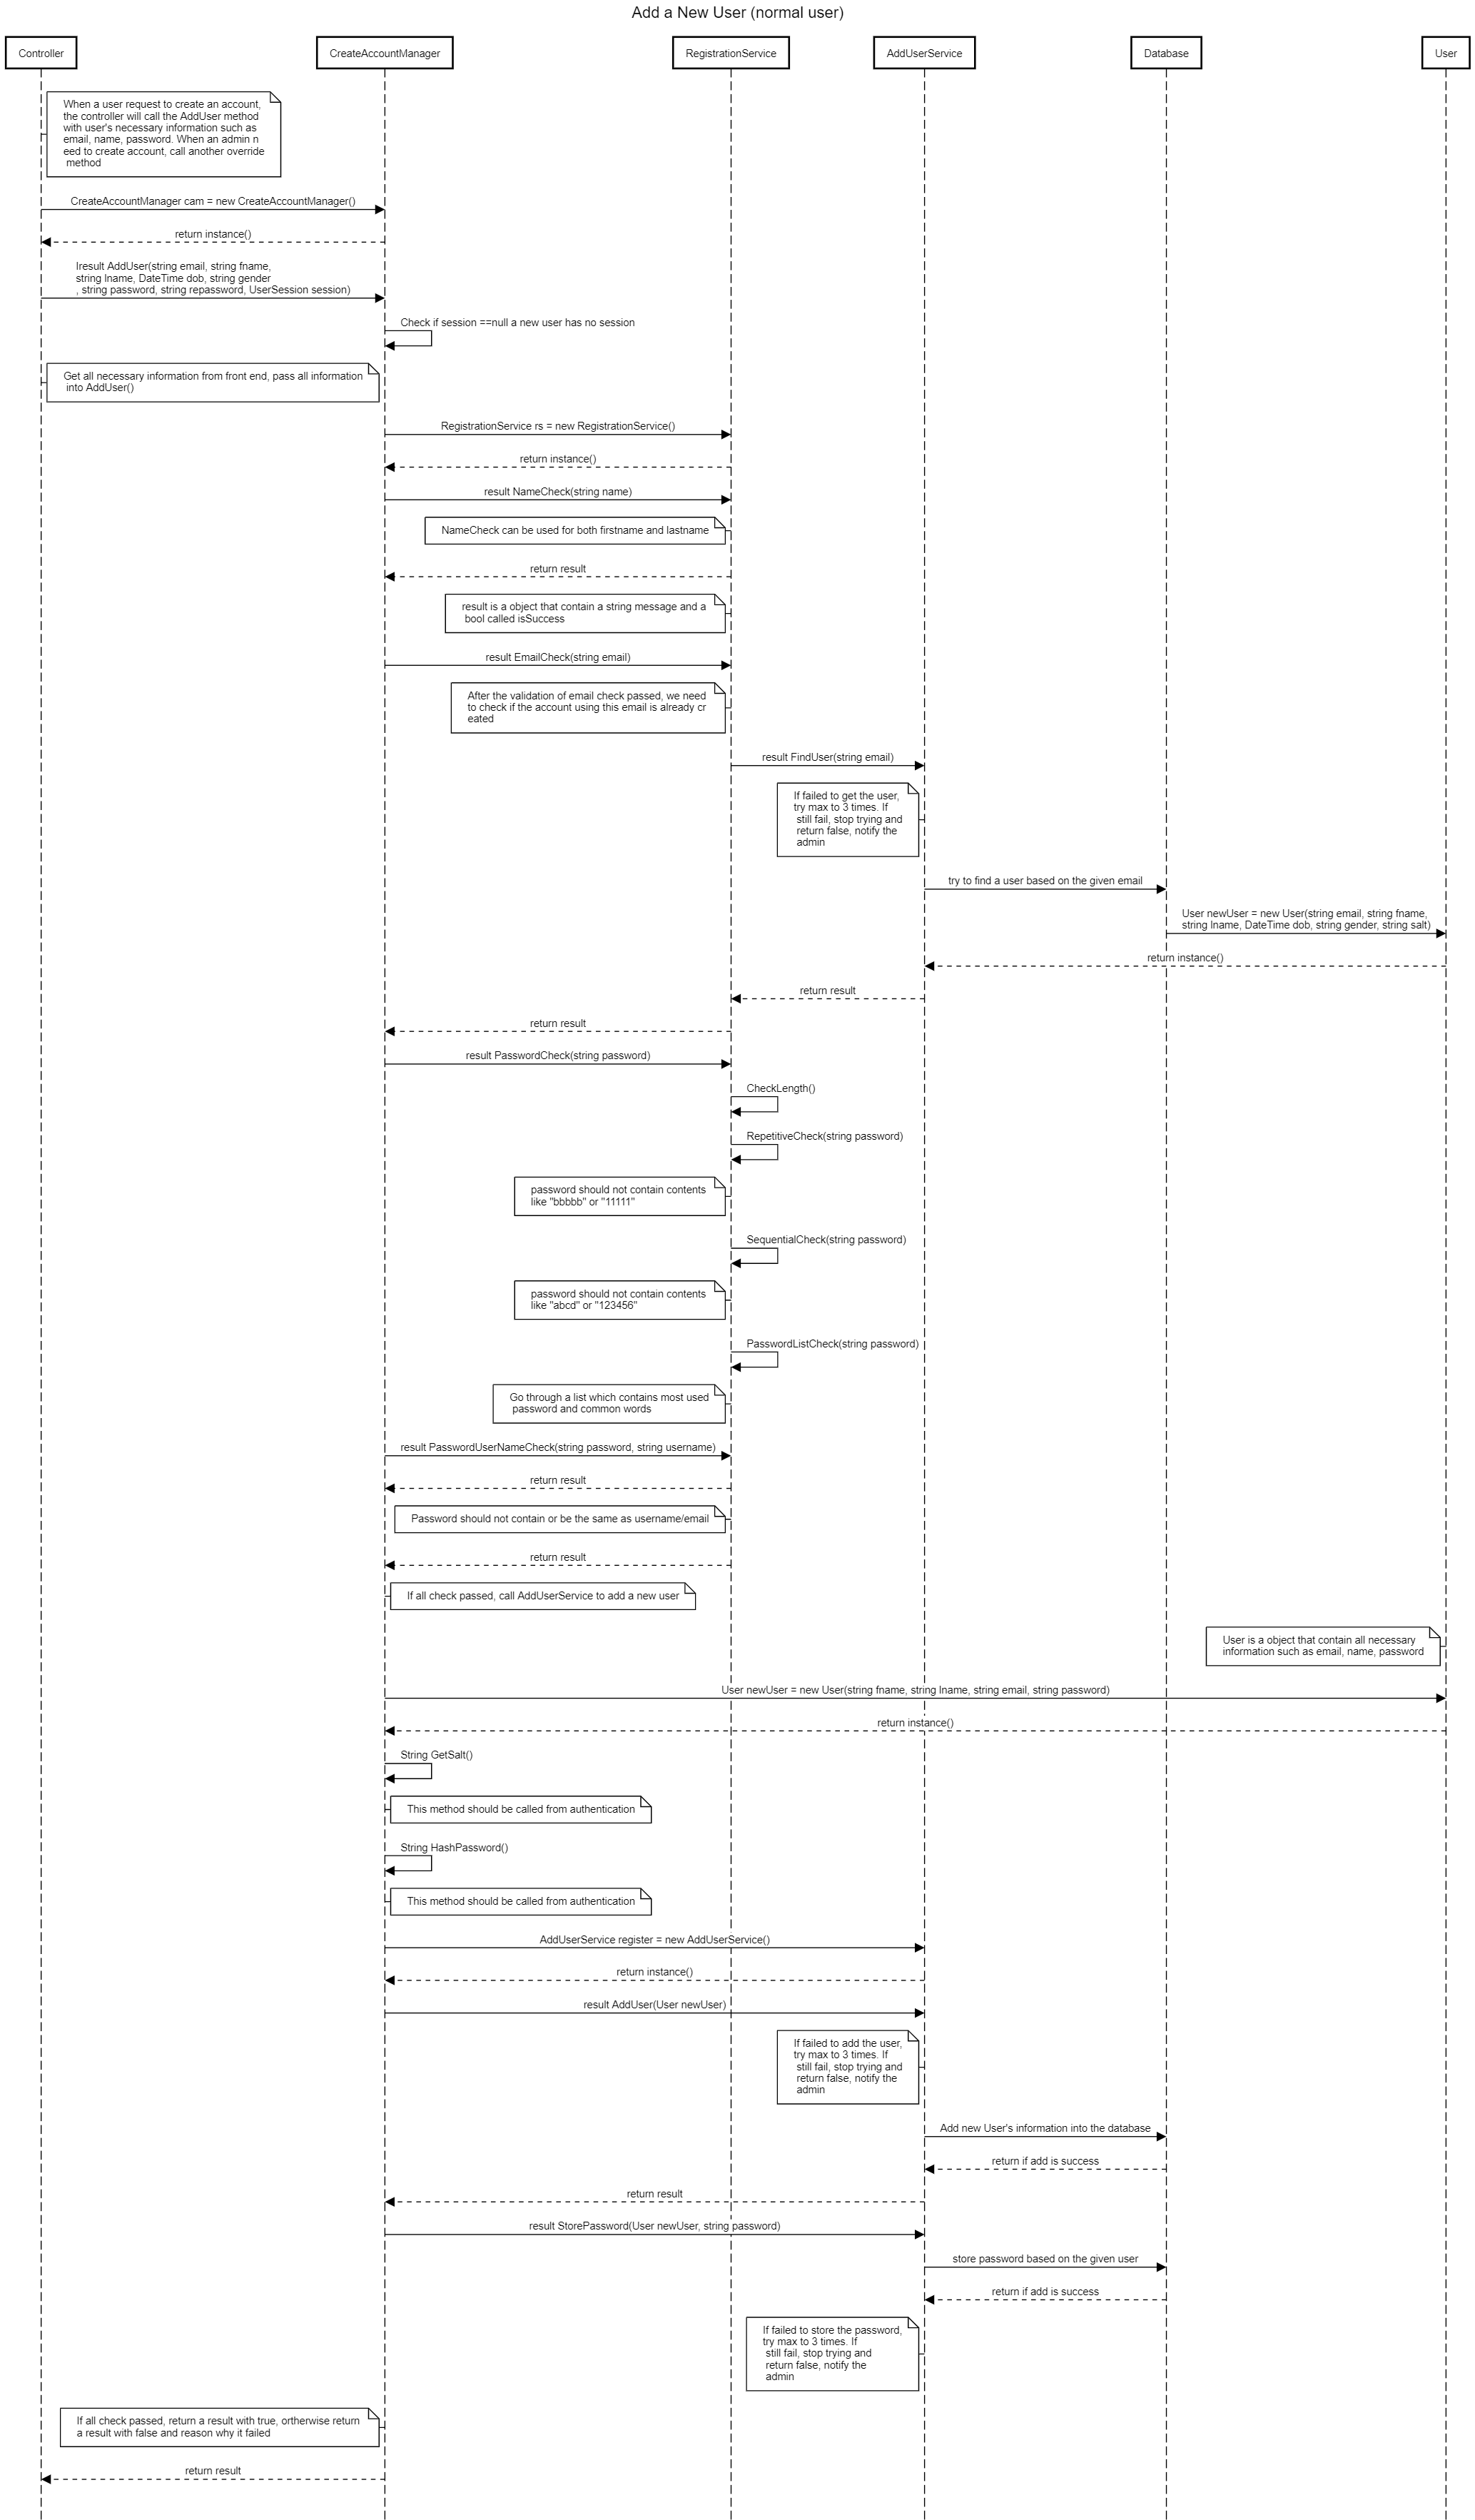 Add a New User (normal user)
Controller
CreateAccountManager
RegistrationService
AddUserService
Database
User
When a user request to create an account,
the controller will call the AddUser method
with user's necessary information such as
email, name, password. When an admin n
eed to create account, call another override
method
CreateAccountManager cam = new CreateAccountManager()
return instance()
Iresult AddUser(string email, string fname,
string lname, DateTime dob, string gender
, string password, string repassword, UserSession session)
Check if session ==null a new user has no session
Get all necessary information from front end, pass all information
into AddUser()
RegistrationService rs = new RegistrationService()
return instance()
result NameCheck(string name)
NameCheck can be used for both firstname and lastname
return result
result is a object that contain a string message and a
bool called isSuccess
result EmailCheck(string email)
After the validation of email check passed, we need
to check if the account using this email is already cr
eated
result FindUser(string email)
If failed to get the user,
try max to 3 times. If
still fail, stop trying and
return false, notify the
admin
try to find a user based on the given email
User newUser = new User(string email, string fname,
string lname, DateTime dob, string gender, string salt)
return instance()
return result
return result
result PasswordCheck(string password)
CheckLength()
RepetitiveCheck(string password)
password should not contain contents
like "bbbbb" or "11111"
SequentialCheck(string password)
password should not contain contents
like "abcd" or "123456"
PasswordListCheck(string password)
Go through a list which contains most used
password and common words
result PasswordUserNameCheck(string password, string username)
return result
Password should not contain or be the same as username/email
return result
If all check passed, call AddUserService to add a new user
User is a object that contain all necessary
information such as email, name, password
User newUser = new User(string fname, string lname, string email, string password)
return instance()
String GetSalt()
This method should be called from authentication
String HashPassword()
This method should be called from authentication
AddUserService register = new AddUserService()
return instance()
result AddUser(User newUser)
If failed to add the user,
try max to 3 times. If
still fail, stop trying and
return false, notify the
admin
Add new User's information into the database
return if add is success
return result
result StorePassword(User newUser, string password)
store password based on the given user
return if add is success
If failed to store the password,
try max to 3 times. If
still fail, stop trying and
return false, notify the
admin
If all check passed, return a result with true, ortherwise return
a result with false and reason why it failed
return result